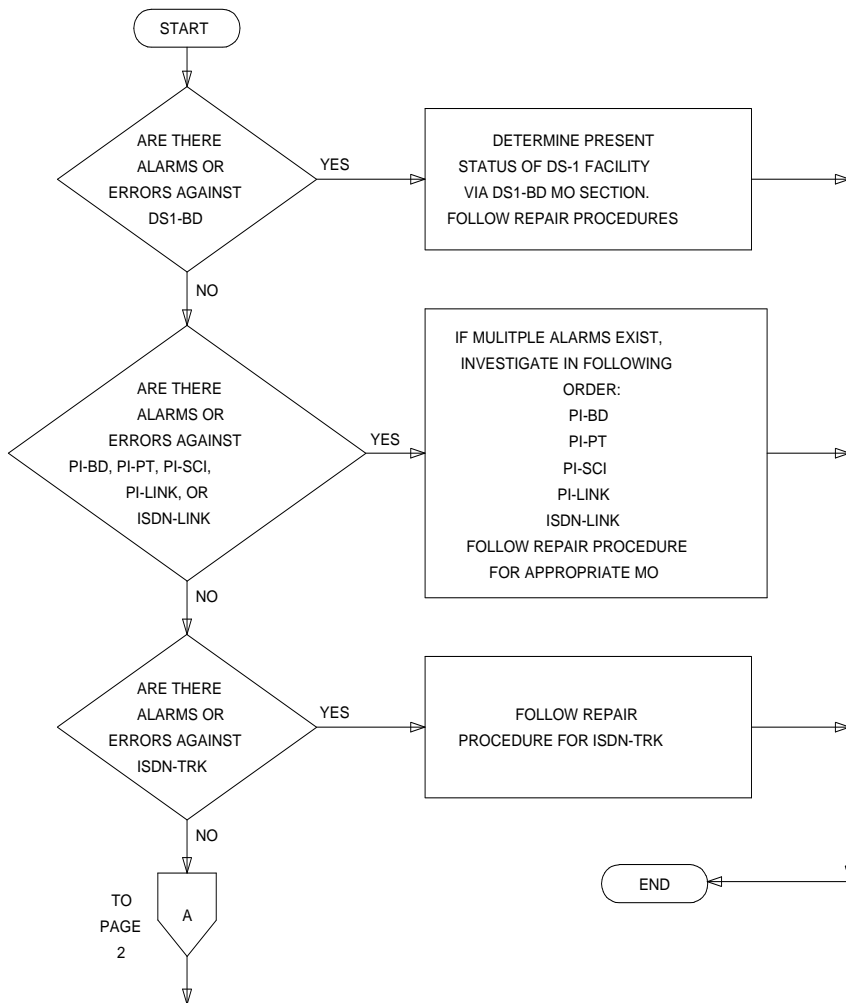 START
ARE THERE
ALARMS OR
ERRORS AGAINST
DS1-BD
YES
DETERMINE PRESENT
STATUS OF DS-1 FACILITY
VIA DS1-BD MO SECTION.
FOLLOW REPAIR PROCEDURES
NO
ARE THERE
ALARMS OR
ERRORS AGAINST
PI-BD, PI-PT, PI-SCI,
PI-LINK, OR
ISDN-LINK
YES
IF MULITPLE ALARMS EXIST,
INVESTIGATE IN FOLLOWING
ORDER:
PI-BD
PI-PT
PI-SCI
PI-LINK
ISDN-LINK
FOLLOW REPAIR PROCEDURE
FOR APPROPRIATE MO
NO
ARE THERE
ALARMS OR
ERRORS AGAINST
ISDN-TRK
YES
FOLLOW REPAIR
PROCEDURE FOR ISDN-TRK
NO
TO
PAGE
2
A
END